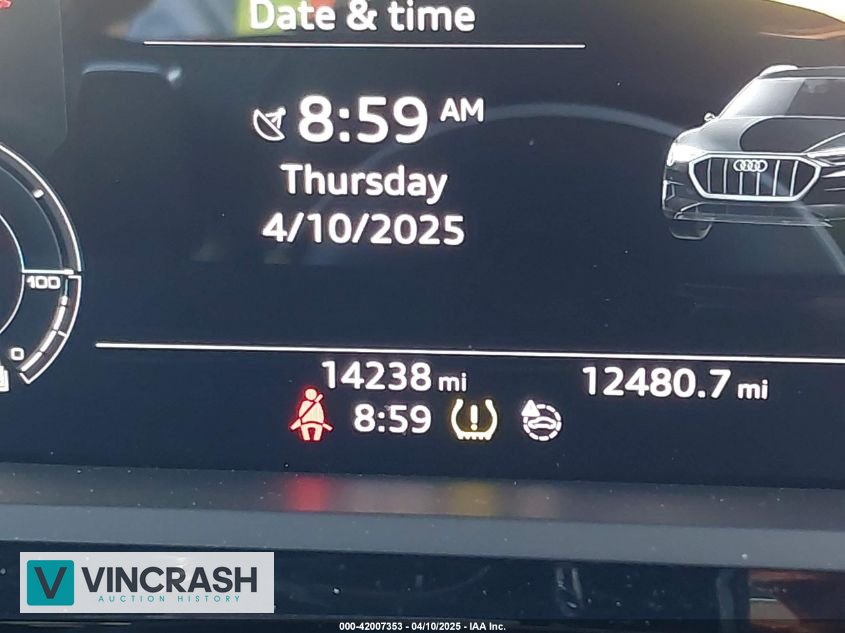 Date & time
8:59 AM
Thursday
4/10/2025
100
0
14238 mi
12480.7 mi
8:59
VINCRASH
AUCTION HISTORY
000-42007353 - 04/10/2025 - IAA Inc.